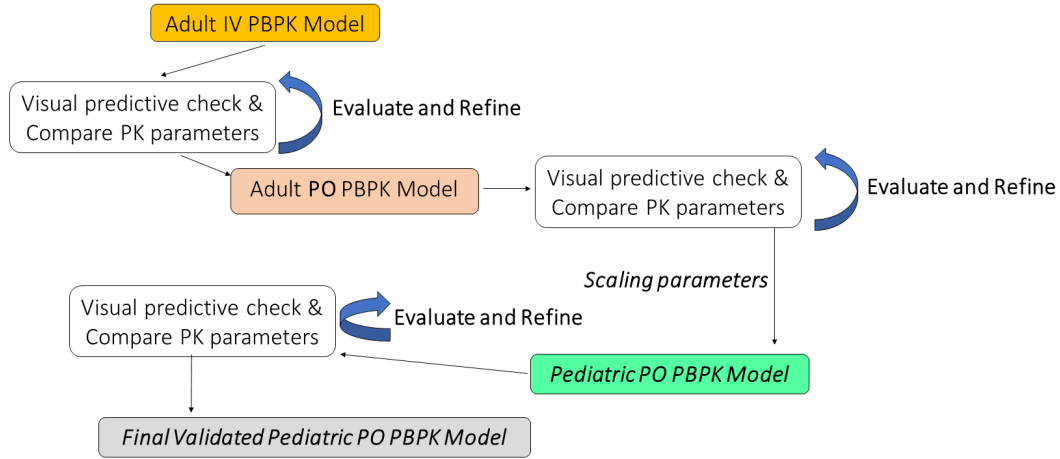 Adult IV PBPK Model
Visual predictive check &
Compare PK parameters
Evaluate and Refine
Adult PO PBPK Model
Visual predictive check &
Compare PK parameters
Evaluate and Refine
Scaling parameters
Visual predictive check &
Compare PK parameters
Evaluate and Refine
Pediatric PO PBPK Model
Final Validated Pediatric PO PBPK Model